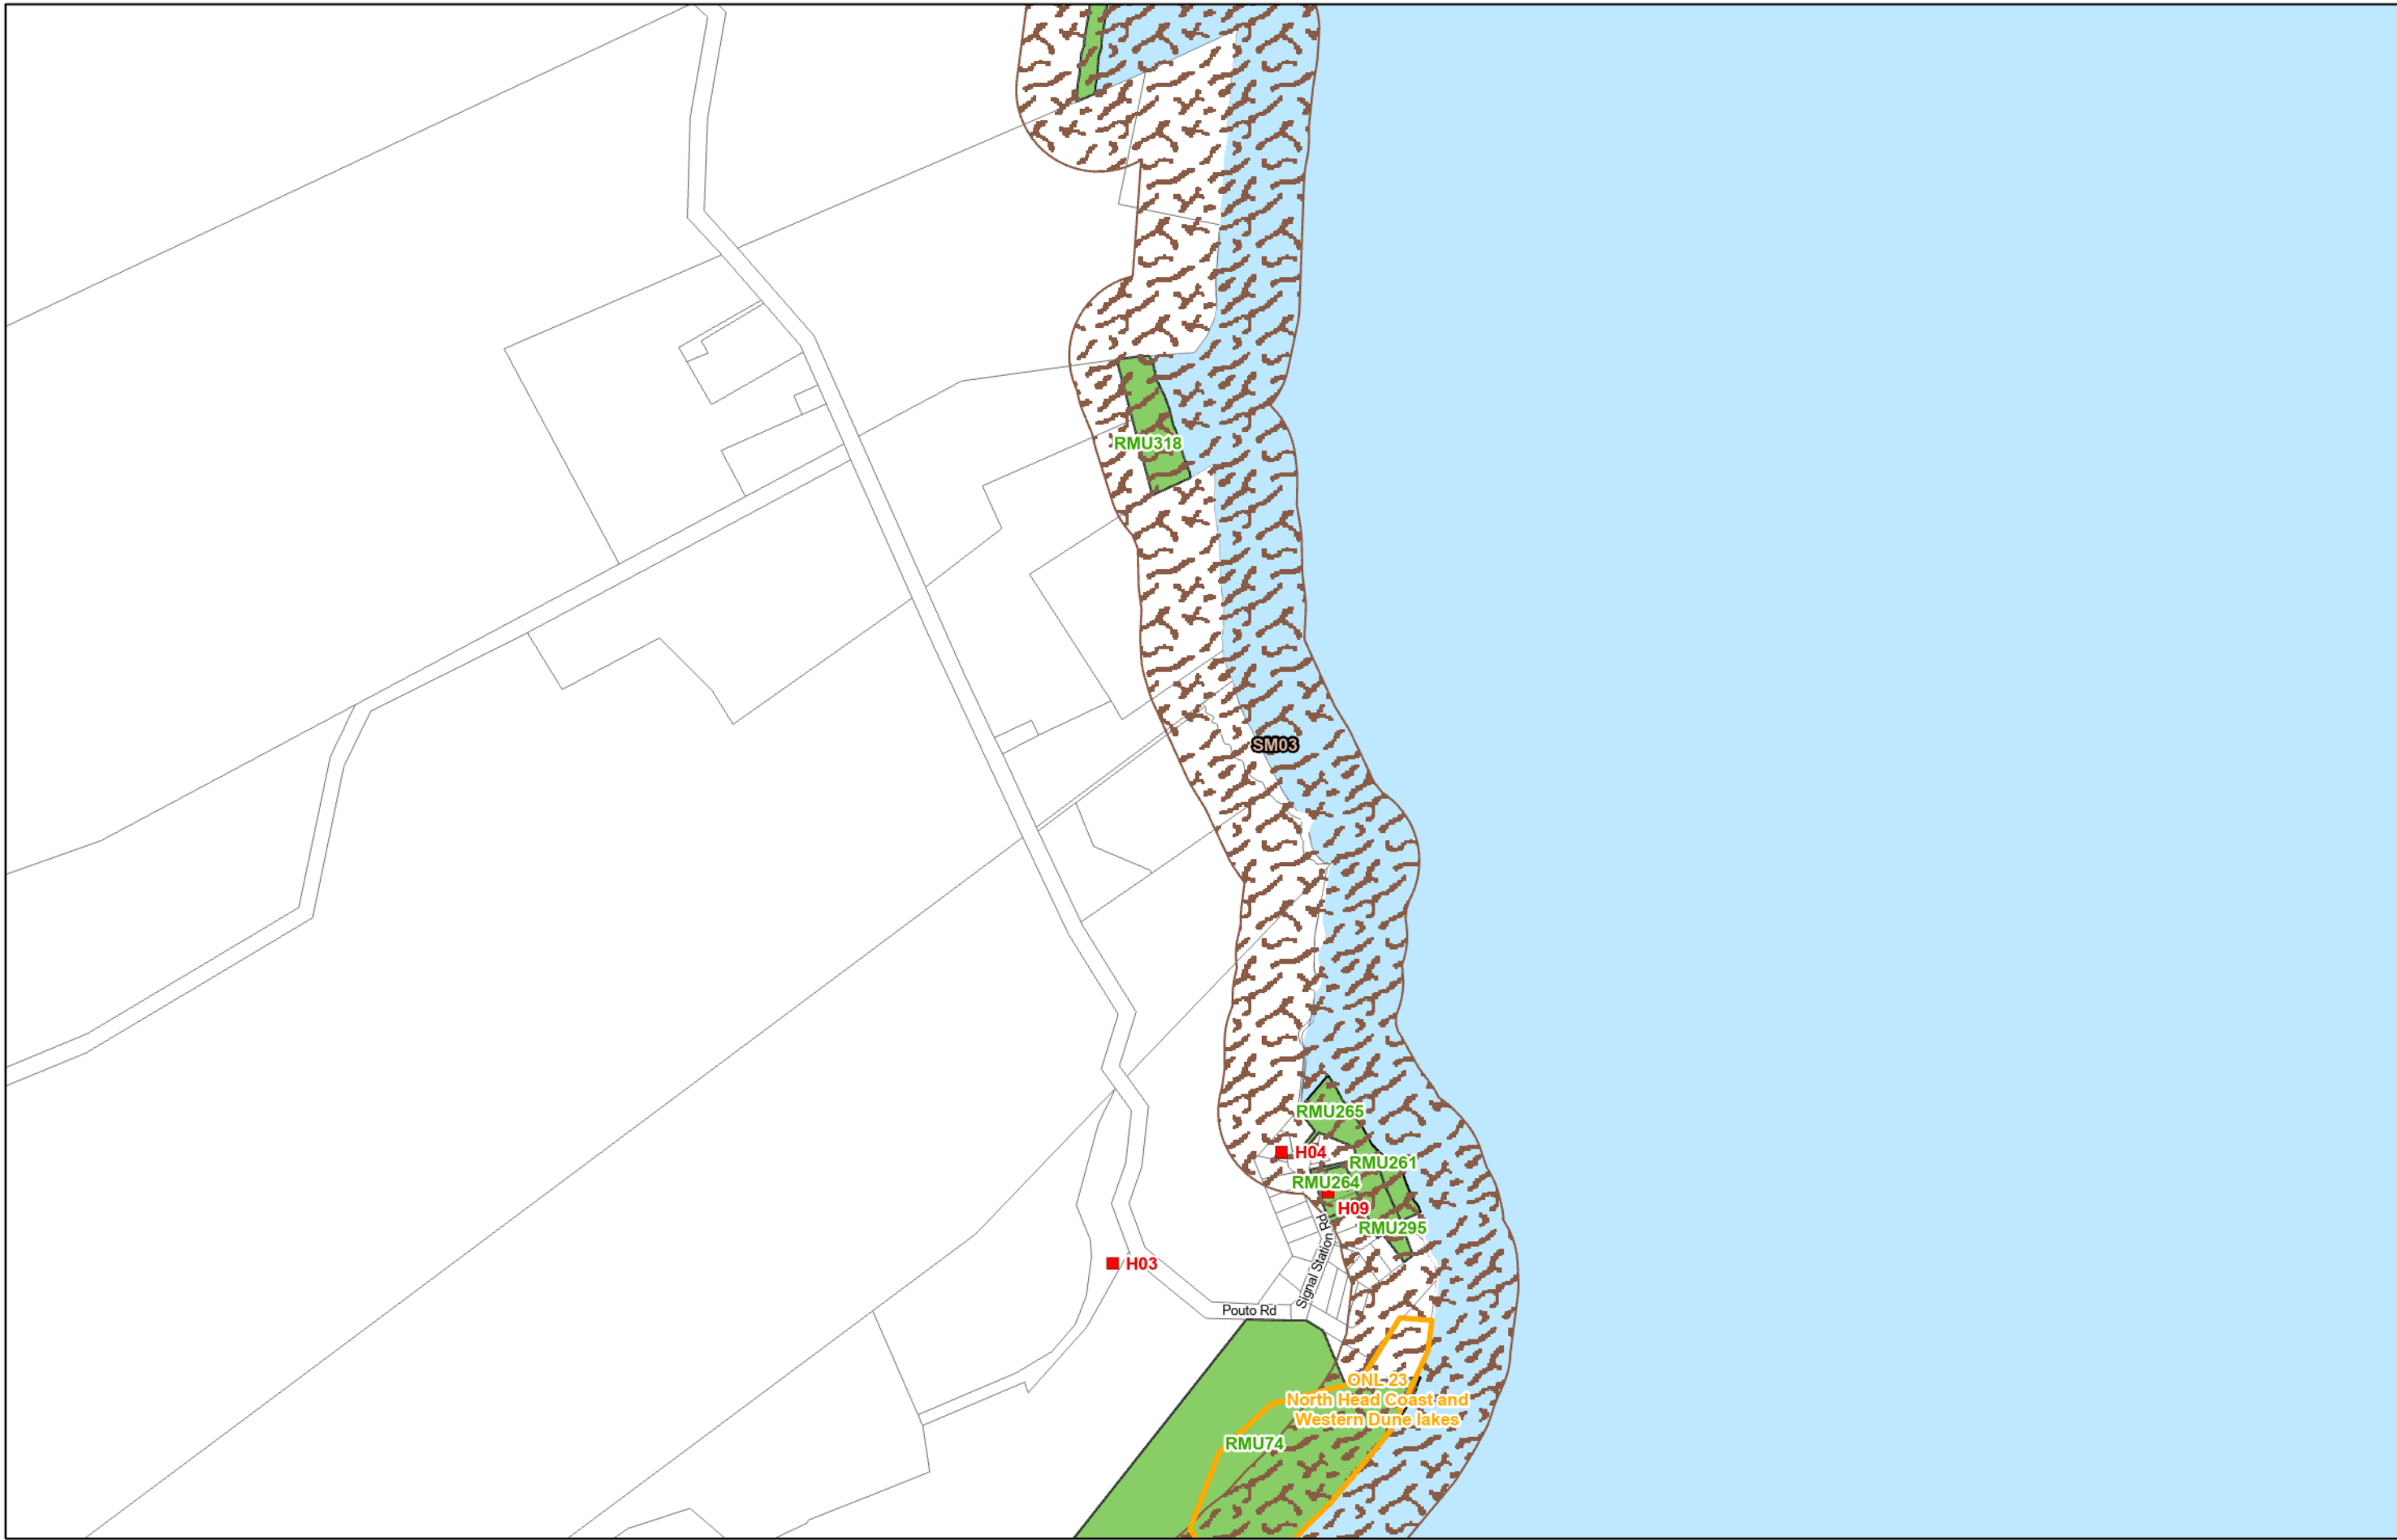 RMU318
SM03
RMU265
H04
RMU261
RMU264
H09
RMU295
Signal Station Rd
H03
Pouto Rd
ONL 23
North Head Coast and
Western Dune lakes
RMU74